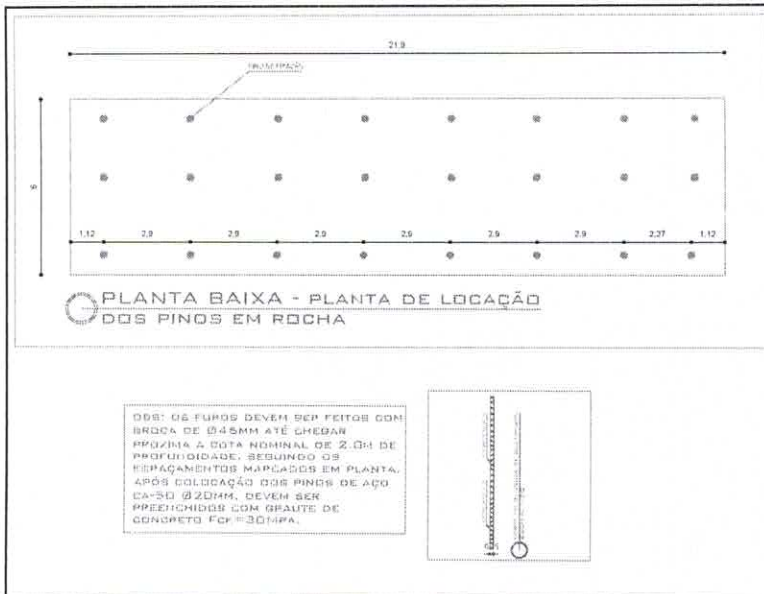 21,9
6
1,12 2,9 2,9 2,9 2,9 2,9 2,9 2,27 1,12
PLANTA BAIXA - PLANTA DE LOCAÇÃO
DOS PINOS EM ROCHA
OBS: OS FUROS DEVEM SER FEITOS COM
BROCA DE Ø45MM ATÉ CHEGAR
PRÓXIMA A COTA NOMINAL DE 2.0M DE
PROFUNDIDADE, SEGUINDO OS
ESPAÇAMENTOS MARCADOS EM PLANTA.
APÓS COLOCAÇÃO DOS PINOS DE AÇO
CA-50 Ø20MM, DEVEM SER
PREENCHIDOS COM GRAUTE DE
CONCRETO FCK=30MPA.